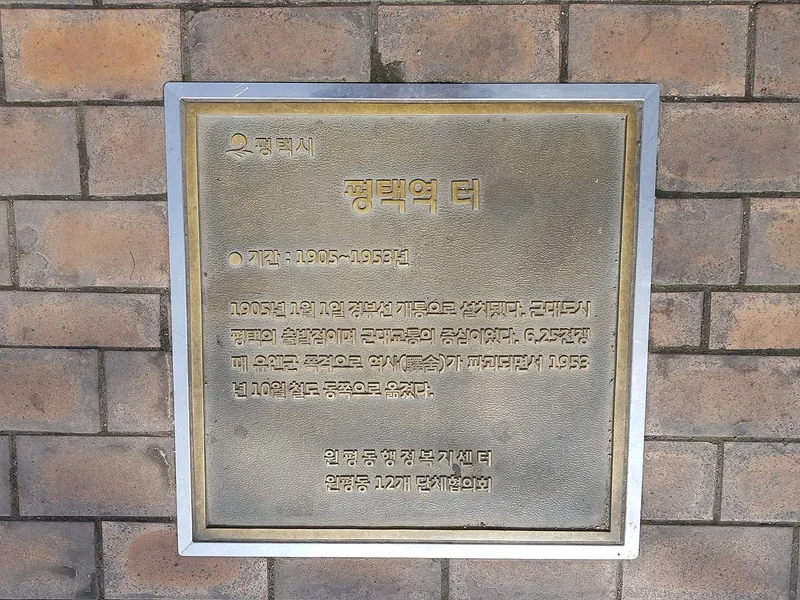 평택시
평택역 터
● 기간 : 1905~1953년
1905년 1월 1일 경부선 개통으로 설치됐다. 근대도시
평택의 출발점이며 근대교통의 중심이었다. 6.25전쟁
때 유엔군 폭격으로 역사(驛舍)가 파괴되면서 1953
년 10월 철도 동쪽으로 옮겼다.
원평동행정복지센터
원평동 12개 단체협의회